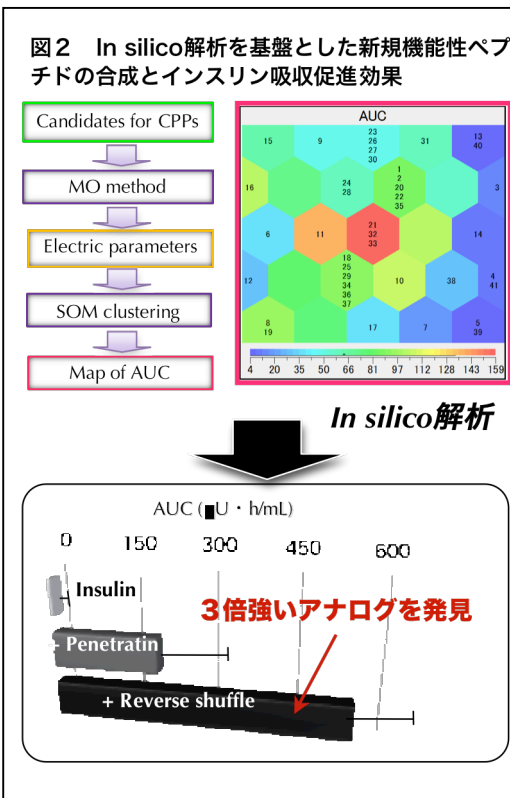 図２ In silico解析を基盤とした新規機能性ペプ
チドの合成とインスリン吸収促進効果
Candidates for CPPs
MO method
Electric parameters
SOM clustering
Map of AUC
AUC
15 9 23 26 27 30 31 13 40
16 24 28 1 2 20 22 35 3
6 11 21 32 33 14
12 18 25 29 34 36 37 10 38 4 41
8 19 17 7 5 39
4 20 35 50 66 81 97 112 128 143 159
In silico解析
AUC (▮U・h/mL)
0 150 300 450 600
Insulin
３倍強いアナログを発見
+ Penetratin
+ Reverse shuffle